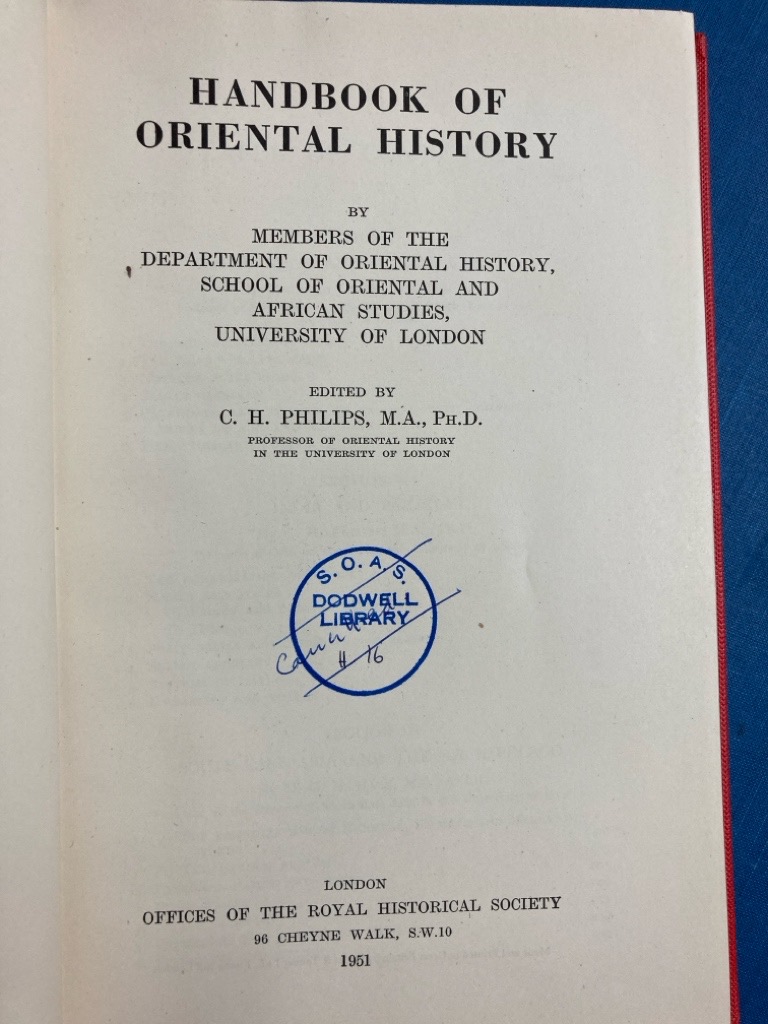 HANDBOOK OF
ORIENTAL HISTORY
BY
MEMBERS OF THE
DEPARTMENT OF ORIENTAL HISTORY,
SCHOOL OF ORIENTAL AND
AFRICAN STUDIES,
UNIVERSITY OF LONDON
EDITED BY
C. H. PHILIPS, M.A., PH.D.
PROFESSOR OF ORIENTAL HISTORY
IN THE UNIVERSITY OF LONDON
S.O.A.S.
DODWELL
LIBRARY
Cancelled
H 16
LONDON
OFFICES OF THE ROYAL HISTORICAL SOCIETY
96 CHEYNE WALK, S.W.10
1951